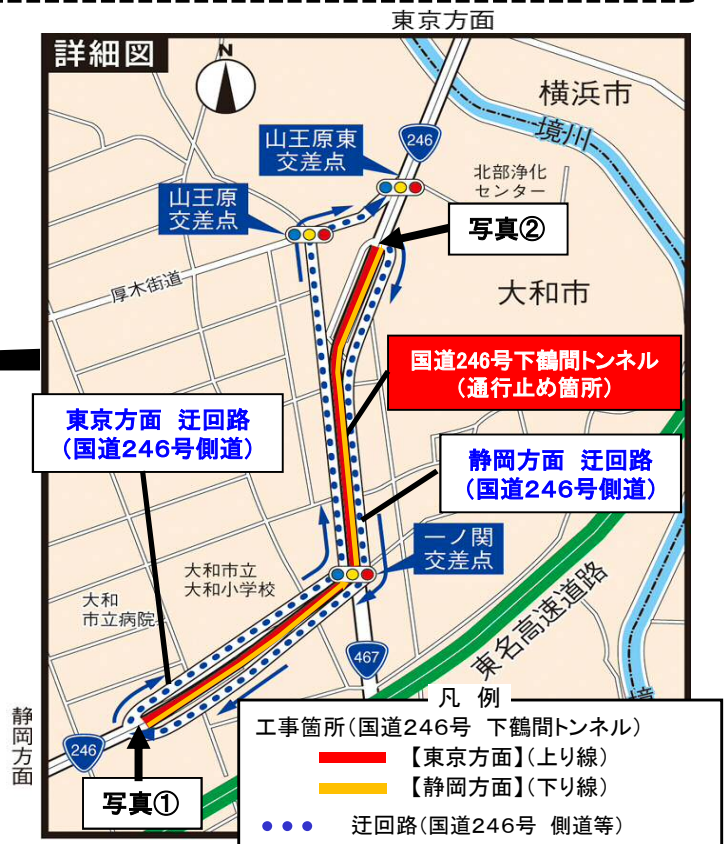 東京方面
詳細図
N
横浜市
境川
246
山王原東
交差点
北部浄化
センター
山王原
交差点
写真②
厚木街道
大和市
国道246号下鶴間トンネル
(通行止め箇所)
東京方面 迂回路
(国道246号側道)
静岡方面 迂回路
(国道246号側道)
一ノ関
交差点
大和市立
大和小学校
大和
市立病院
東名高速道路
467
境
静岡方面
246
写真①
凡 例
工事箇所(国道246号 下鶴間トンネル)
【東京方面】(上り線)
【静岡方面】(下り線)
迂回路(国道246号 側道等)